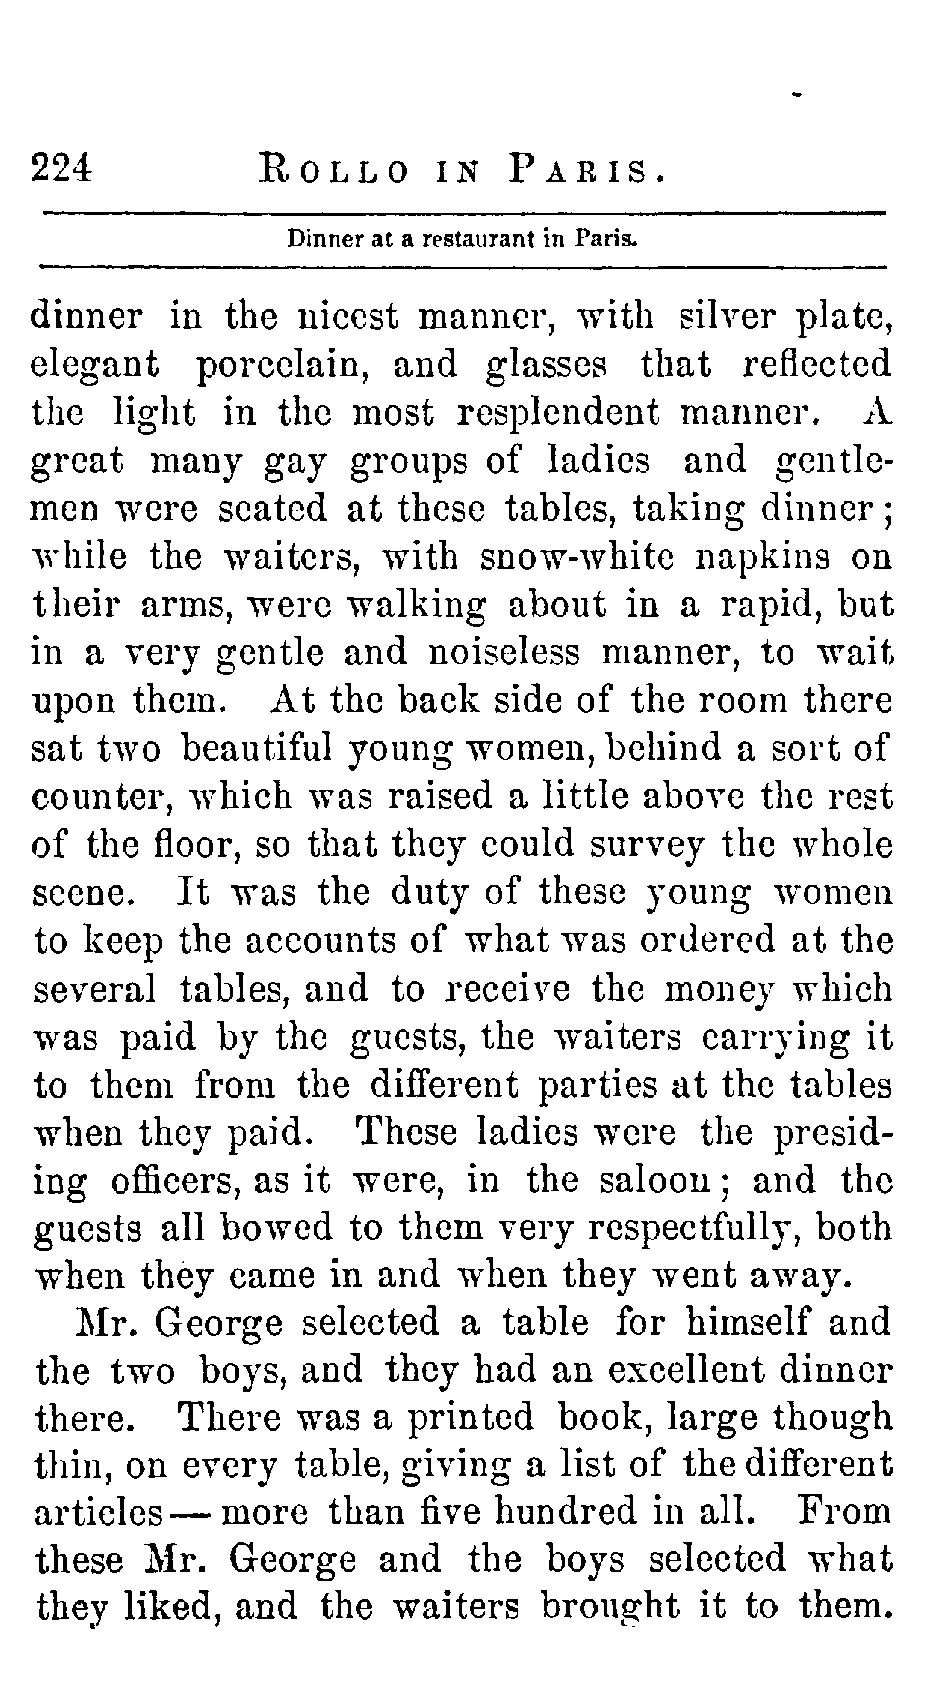 224 ROLLO IN PARIS.
Dinner at a restaurant in Paris.
dinner in the nicest manner, with silver plate,
elegant porcelain, and glasses that reflected
the light in the most resplendent manner. A
great many gay groups of ladies and gentle-
men were seated at these tables, taking dinner;
while the waiters, with snow-white napkins on
their arms, were walking about in a rapid, but
in a very gentle and noiseless manner, to wait
upon them. At the back side of the room there
sat two beautiful young women, behind a sort of
counter, which was raised a little above the rest
of the floor, so that they could survey the whole
scene. It was the duty of these young women
to keep the accounts of what was ordered at the
several tables, and to receive the money which
was paid by the guests, the waiters carrying it
to them from the different parties at the tables
when they paid. These ladies were the presid-
ing officers, as it were, in the saloon; and the
guests all bowed to them very respectfully, both
when they came in and when they went away.
Mr. George selected a table for himself and
the two boys, and they had an excellent dinner
there. There was a printed book, large though
thin, on every table, giving a list of the different
articles — more than five hundred in all. From
these Mr. George and the boys selected what
they liked, and the waiters brought it to them.